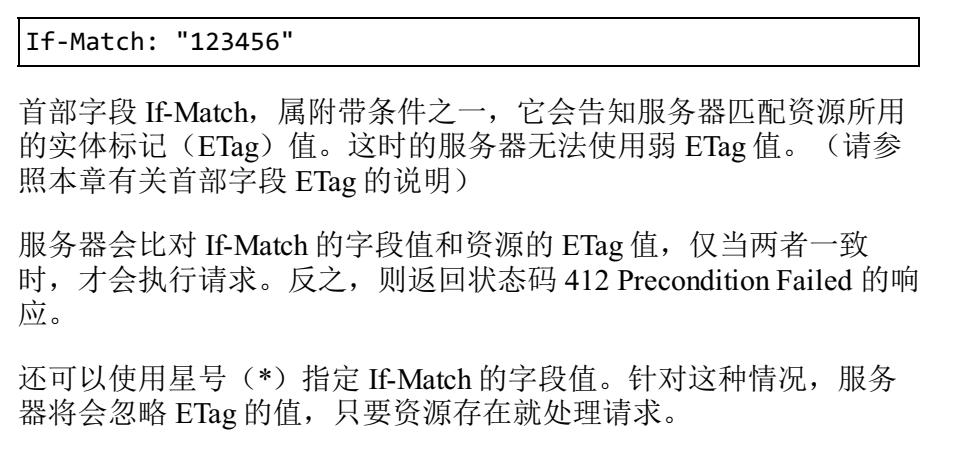 If-Match: "123456"
首部字段 If-Match，属附带条件之一，它会告知服务器匹配资源所用
的实体标记（ETag）值。这时的服务器无法使用弱 ETag 值。（请参
照本章有关首部字段 ETag 的说明）
服务器会比对 If-Match 的字段值和资源的 ETag 值，仅当两者一致
时，才会执行请求。反之，则返回状态码 412 Precondition Failed 的响
应。
还可以使用星号（*）指定 If-Match 的字段值。针对这种情况，服务
器将会忽略 ETag 的值，只要资源存在就处理请求。